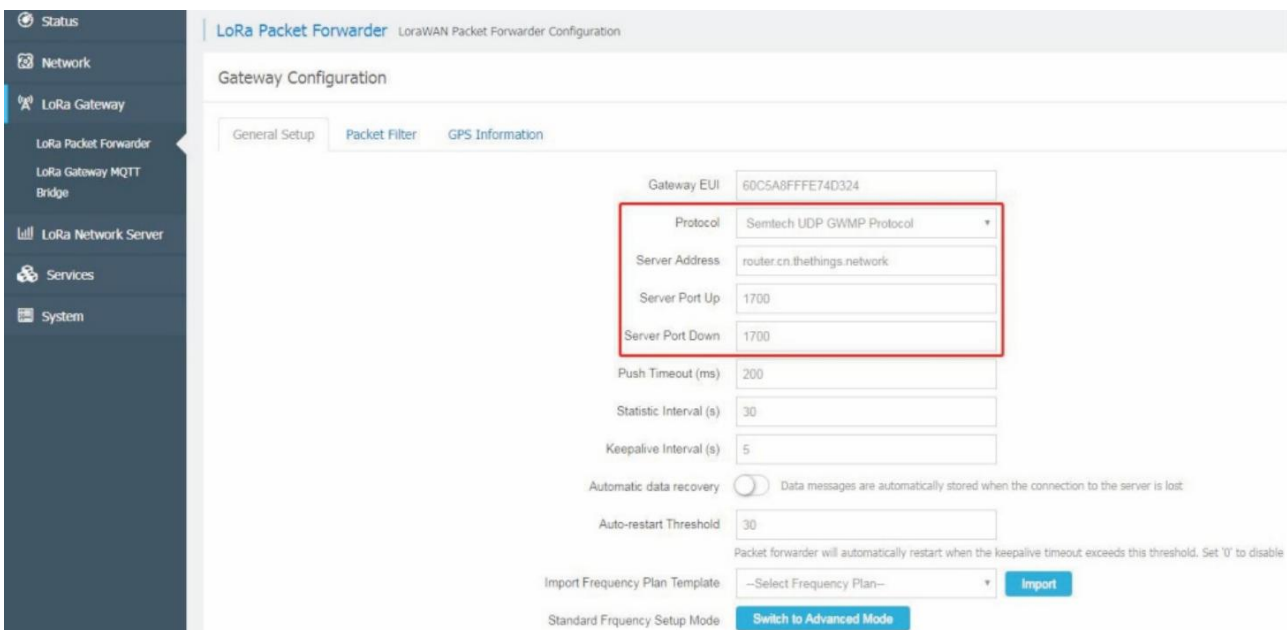 Status
Network
LoRa Gateway
LoRa Packet Forwarder
LoRa Gateway MQTT
Bridge
LoRa Network Server
Services
System
LoRa Packet Forwarder LoraWAN Packet Forwarder Configuration
Gateway Configuration
General Setup Packet Filter GPS Information
Gateway EUI 60C5A8FFFE74D324
Protocol Semtech UDP GWMP Protocol
Server Address router.cn.thethings.network
Server Port Up 1700
Server Port Down 1700
Push Timeout (ms) 200
Statistic Interval (s) 30
Keepalive Interval (s) 5
Automatic data recovery Data messages are automatically stored when the connection to the server is lost
Auto-restart Threshold 30
Packet forwarder will automatically restart when the keepalive timeout exceeds this threshold. Set '0' to disable
Import Frequency Plan Template --Select Frequency Plan-- Import
Standard Frquency Setup Mode Switch to Advanced Mode